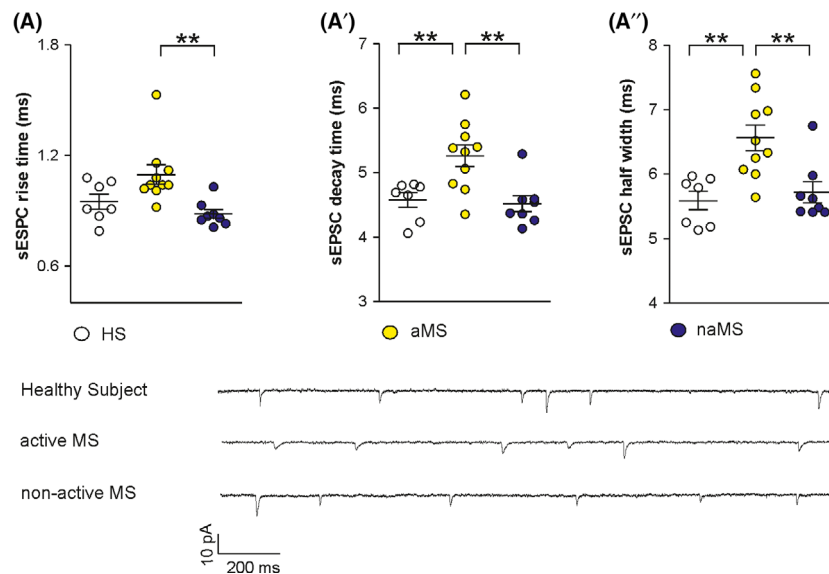 (A)
sESPC rise time (ms)
1.8
1.2
0.6
**
(A′)
sEPSC decay time (ms)
7
6
5
4
3
**
**
(A″)
sEPSC half width (ms)
8
7
6
5
4
**
**
HS
aMS
naMS
Healthy Subject
active MS
non-active MS
10 pA
200 ms